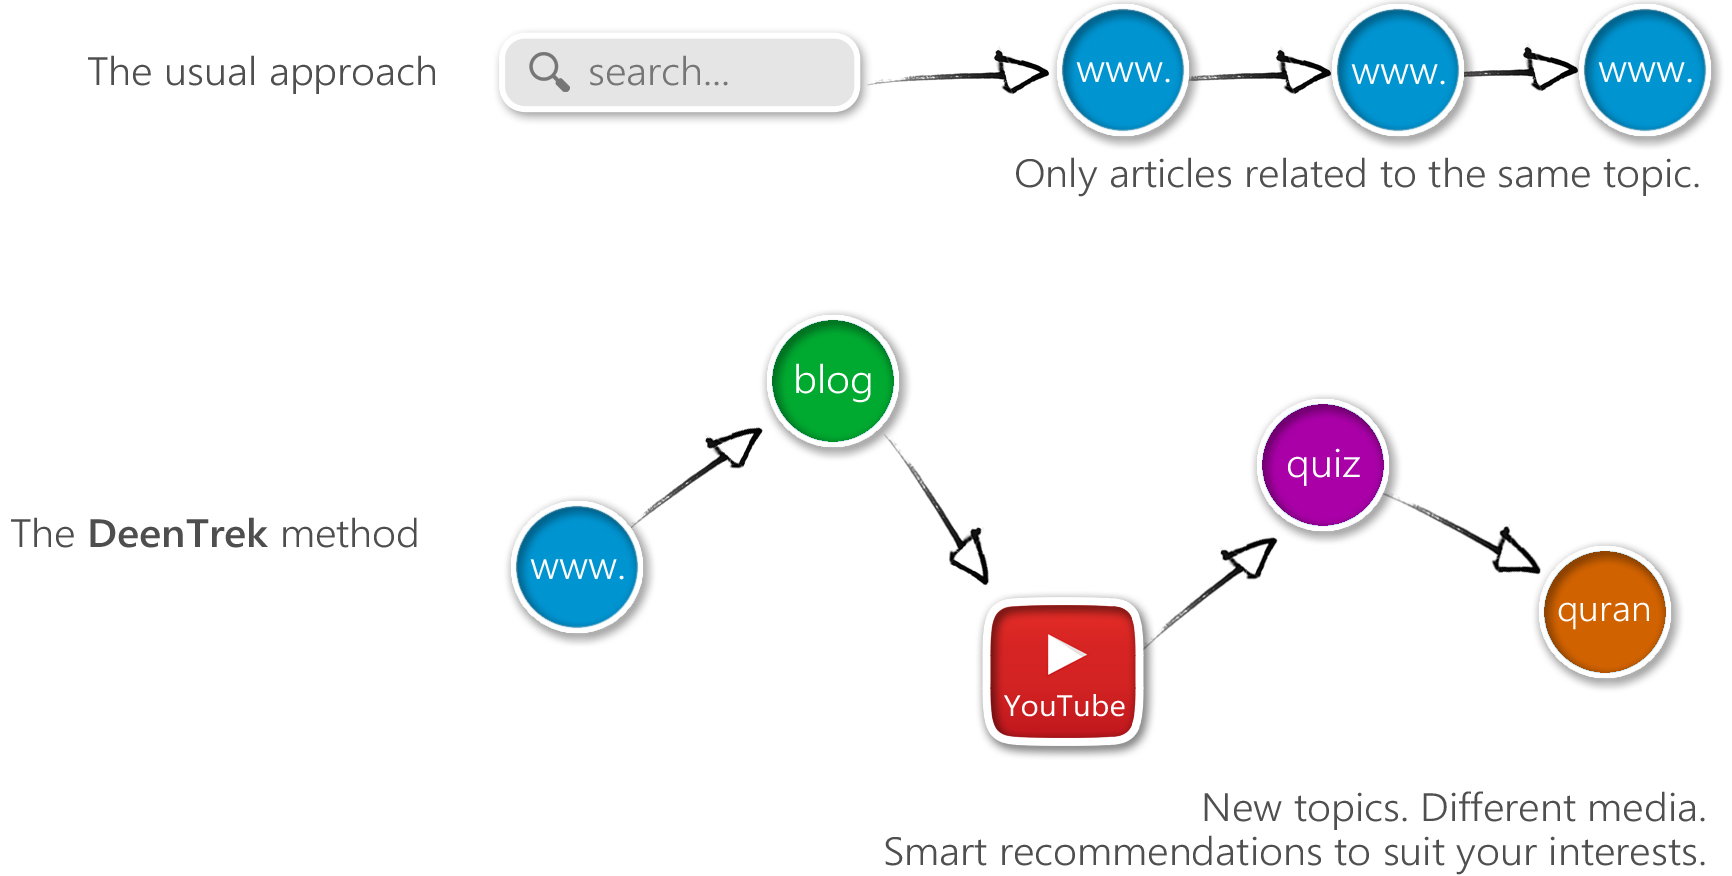 The usual approach
search...
www.
www.
www.
Only articles related to the same topic.
blog
quiz
The DeenTrek method
www.
quran
YouTube
New topics. Different media.
Smart recommendations to suit your interests.